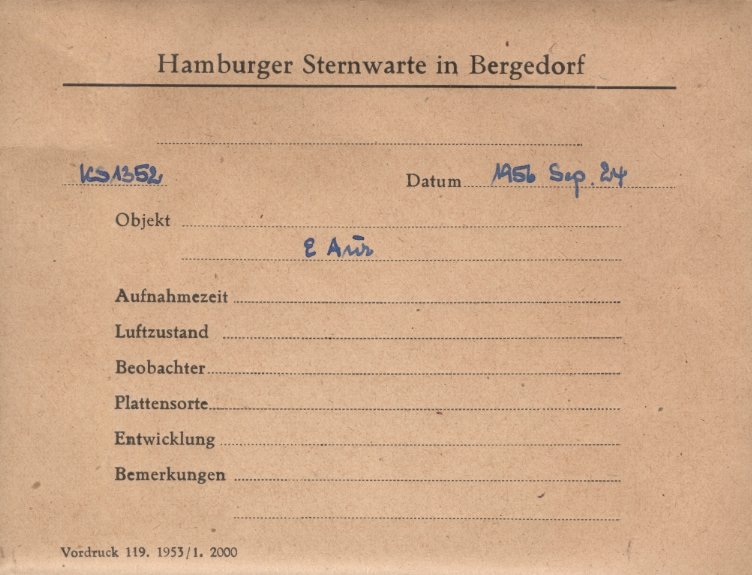 Hamburger Sternwarte in Bergedorf
KS1352 Datum 1956 Sep. 24
Objekt
ε Aur
Aufnahmezeit
Luftzustand
Beobachter
Plattensorte
Entwicklung
Bemerkungen
Vordruck 119. 1953/1. 2000